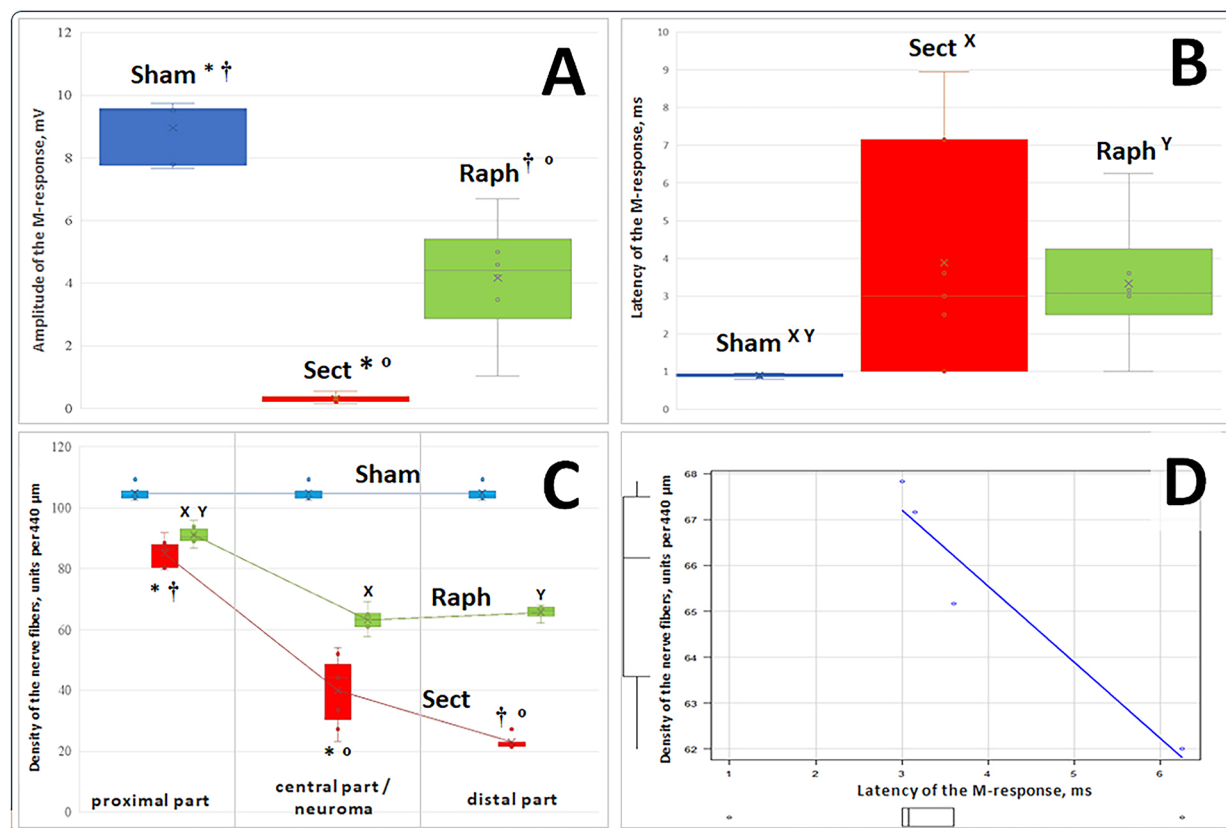 A
Amplitude of the M-response, mV
12
10
8
6
4
2
0
Sham * †
Sect * º
Raph † º
B
Latency of the M-response, ms
10
9
8
7
6
5
4
3
2
1
0
Sham X Y
Sect X
Raph Y
C
Density of the nerve fibers, units per 440 µm
120
100
80
60
40
20
0
Sham
X Y
X
Raph
Y
* †
Sect
† º
* º
proximal part
central part /
neuroma
distal part
D
Density of the nerve fibers, units per 440 µm
68
67
66
65
64
63
62
1 2 3 4 5 6
Latency of the M-response, ms